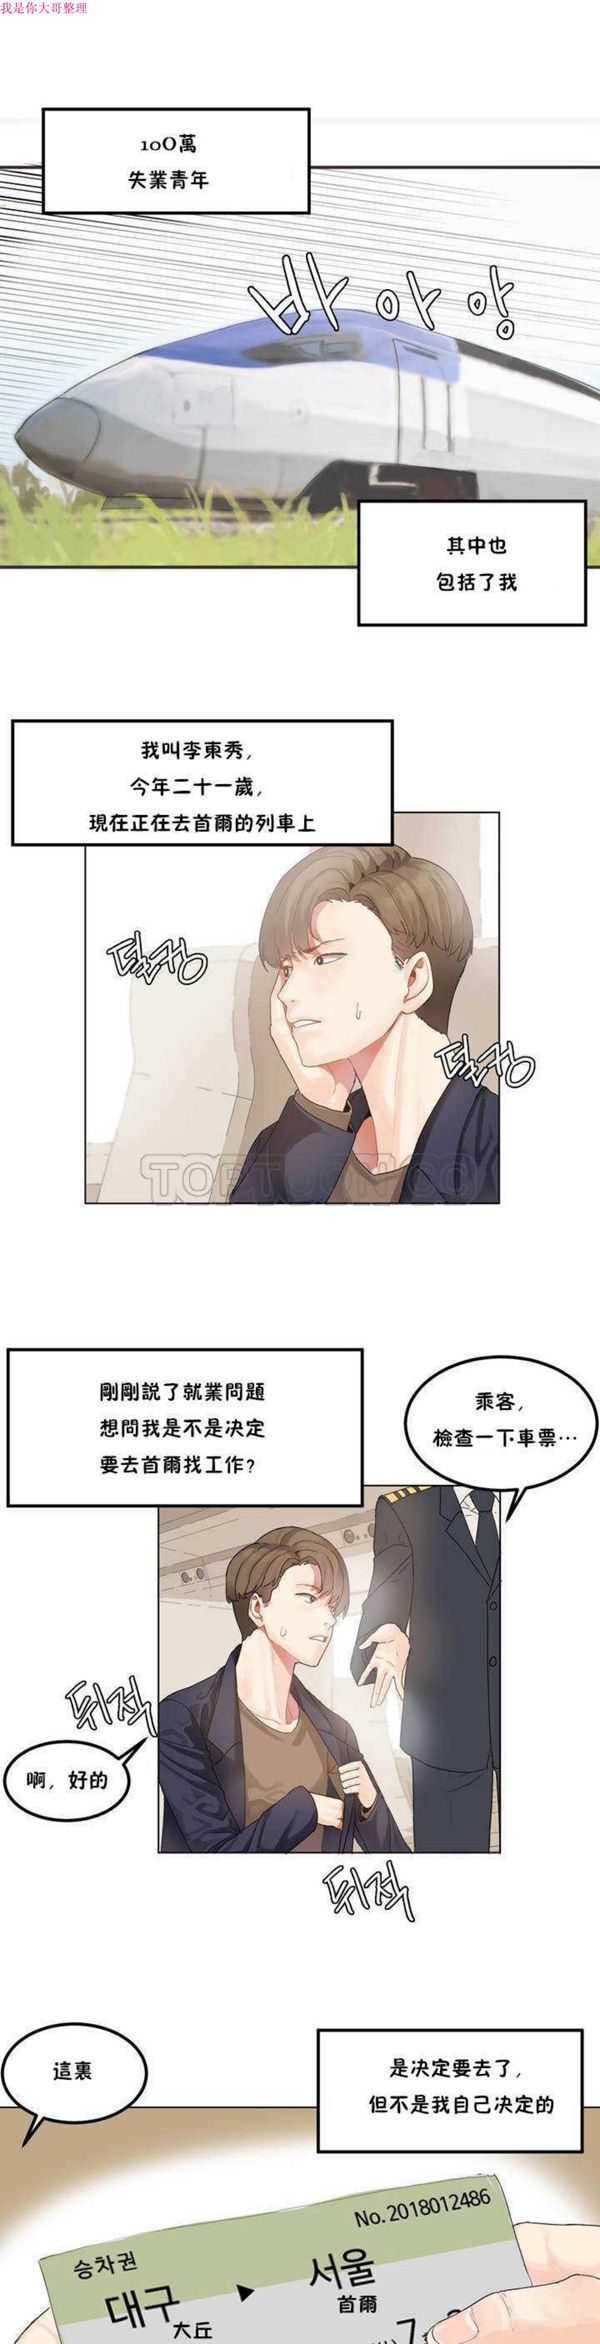 我是你大哥整理
100萬
失業青年
바아앙
其中也
包括了我
我叫李東秀,
今年二十一歲,
現在正在去首爾的列車上
덜컹
덜컹
TOPTOON.CC
剛剛説了就業問題
想問我是不是決定
要去首爾找工作?
乘客,
檢查一下車票…
뒤적
啊, 好的
뒤적
這裏
是決定要去了,
但不是我自己決定的
No.2018012486
승차권
대구 ▶ 서울
大丘 首爾